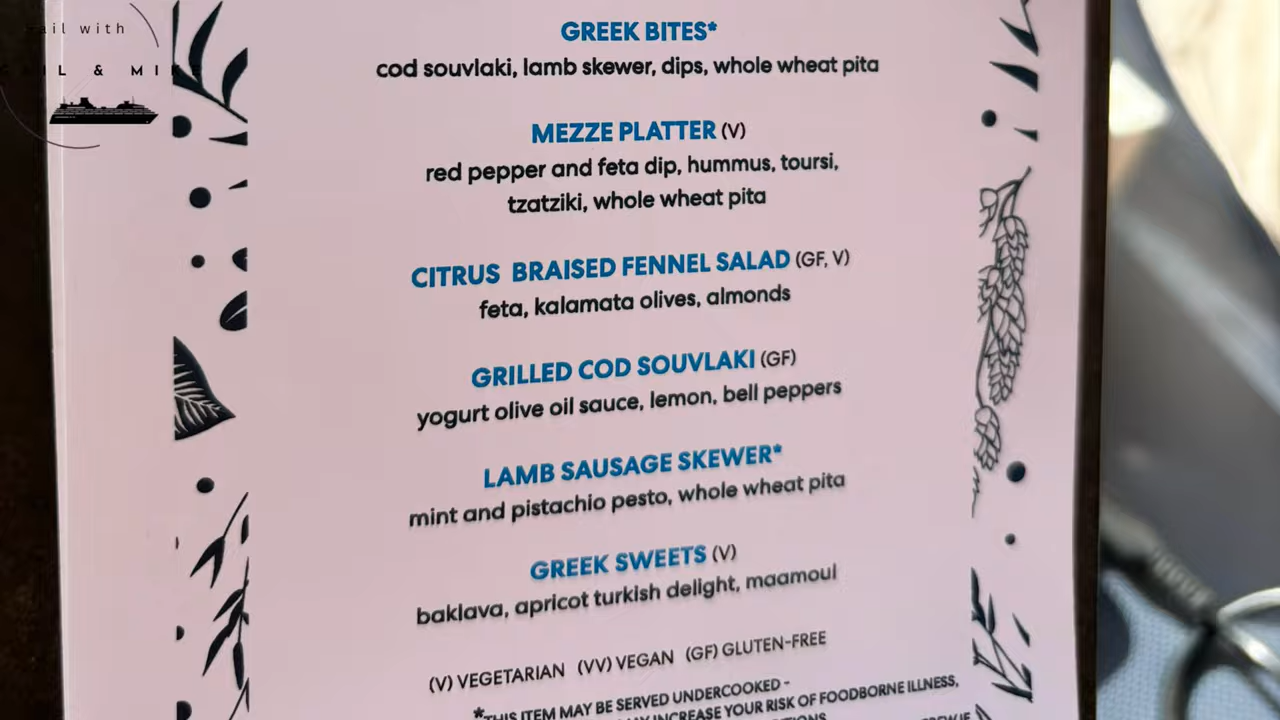 ail with
IL & MI
GREEK BITES*
cod souvlaki, lamb skewer, dips, whole wheat pita
MEZZE PLATTER (V)
red pepper and feta dip, hummus, toursi,
tzatziki, whole wheat pita
CITRUS BRAISED FENNEL SALAD (GF, V)
feta, kalamata olives, almonds
GRILLED COD SOUVLAKI (GF)
yogurt olive oil sauce, lemon, bell peppers
LAMB SAUSAGE SKEWER*
mint and pistachio pesto, whole wheat pita
GREEK SWEETS (V)
baklava, apricot turkish delight, maamoul
(V) VEGETARIAN (VV) VEGAN (GF) GLUTEN-FREE
*THIS ITEM MAY BE SERVED UNDERCOOKED -
INCREASE YOUR RISK OF FOODBORNE ILLNESS,